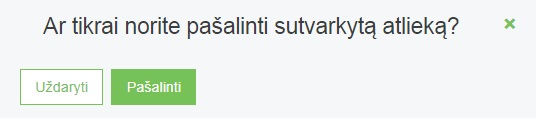 Ar tikrai norite pašalinti sutvarkytą atlieką?
Uždaryti Pašalinti